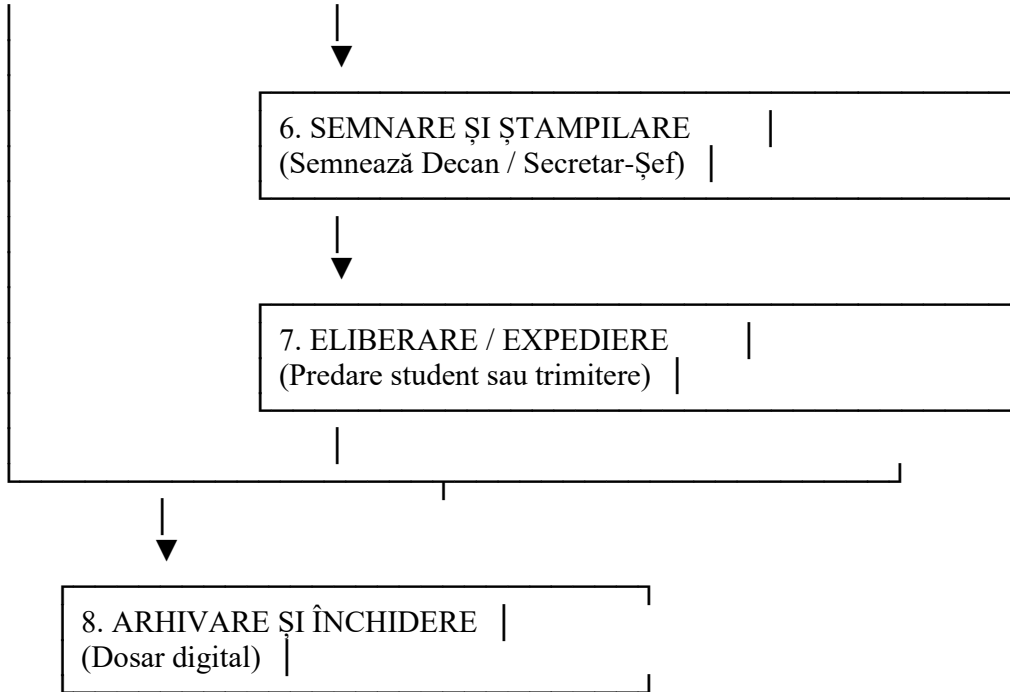 6. SEMNARE ȘI ȘTAMPILARE
(Semnează Decan / Secretar-Șef)
7. ELIBERARE / EXPEDIERE
(Predare student sau trimitere)
8. ARHIVARE ȘI ÎNCHIDERE
(Dosar digital)